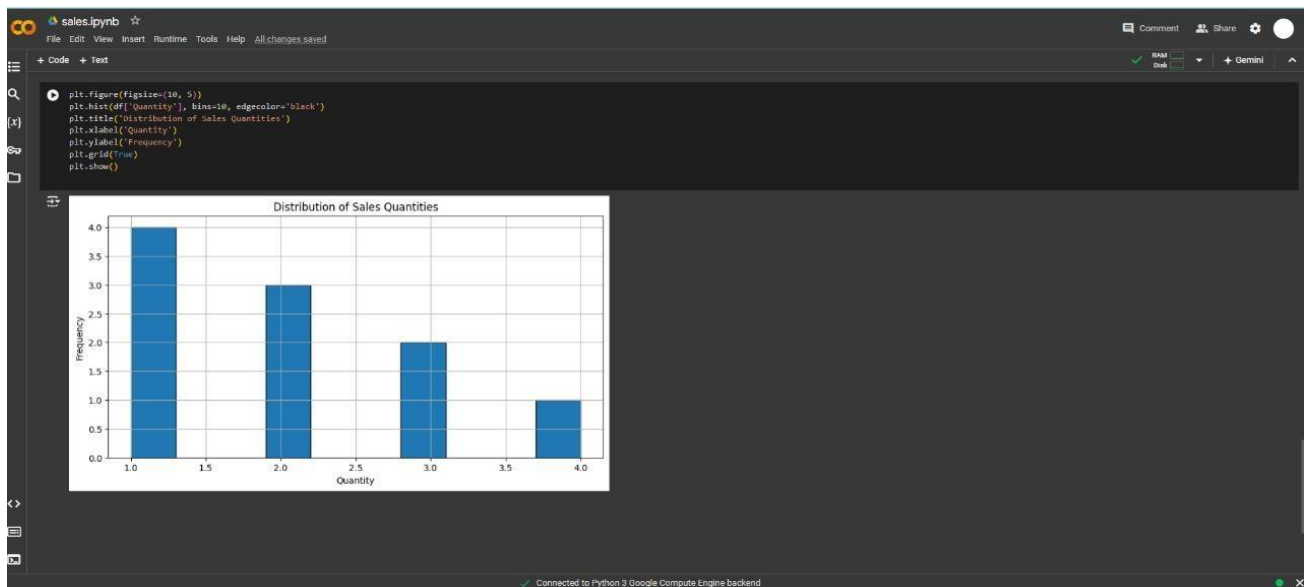 CO
sales.ipynb
Comment
Share
File Edit View Insert Runtime Tools Help All changes saved
+ Code + Text
RAM
Disk
Gemini
{x}
plt.figure(figsize=(10, 5))
plt.hist(df['Quantity'], bins=10, edgecolor='black')
plt.title('Distribution of Sales Quantities')
plt.xlabel('Quantity')
plt.ylabel('Frequency')
plt.grid(True)
plt.show()
Distribution of Sales Quantities
4.0
3.5
3.0
2.5
2.0
1.5
1.0
0.5
0.0
Frequency
1.0 1.5 2.0 2.5 3.0 3.5 4.0
Quantity
Connected to Python 3 Google Compute Engine backend